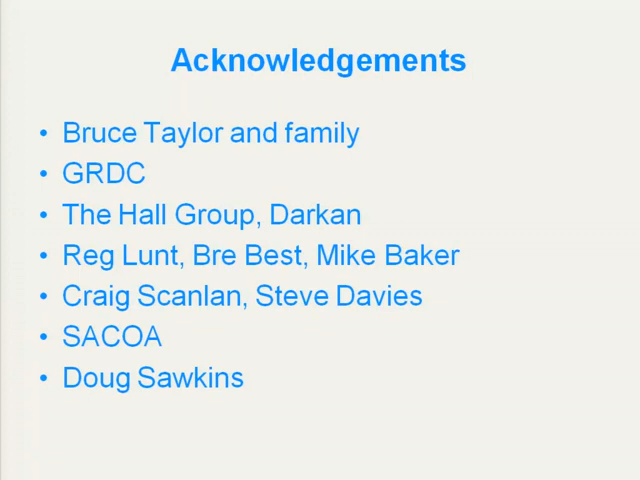 Acknowledgements
• Bruce Taylor and family
• GRDC
• The Hall Group, Darkan
• Reg Lunt, Bre Best, Mike Baker
• Craig Scanlan, Steve Davies
• SACOA
• Doug Sawkins